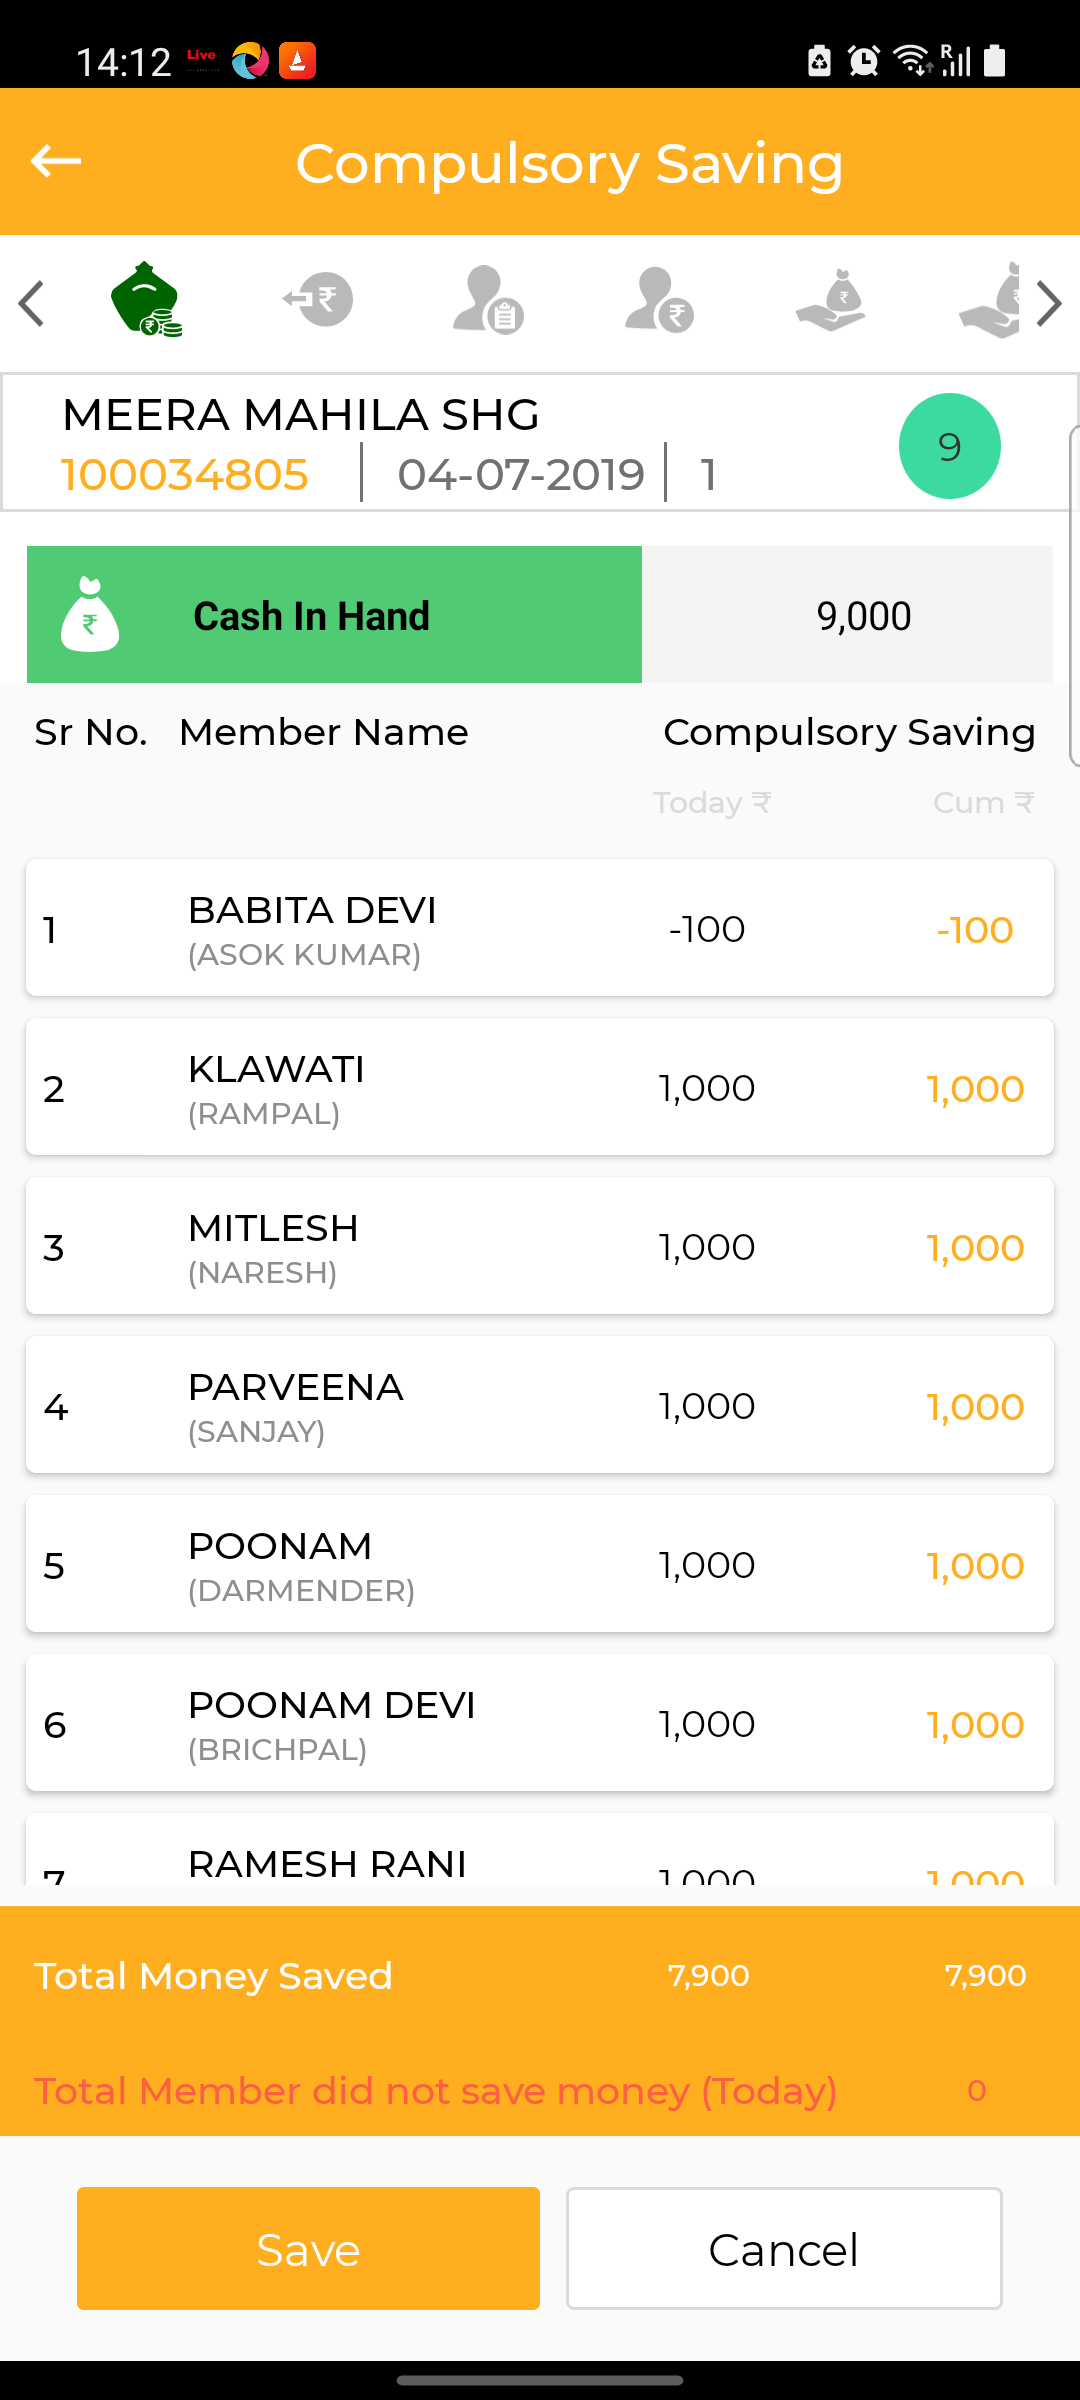 14:12 Live R
Compulsory Saving
MEERA MAHILA SHG
100034805 04-07-2019 1
9
₹ Cash In Hand 9,000
Sr No. Member Name Compulsory Saving
Today ₹ Cum ₹
1 BABITA DEVI -100 -100
(ASOK KUMAR)
2 KLAWATI 1,000 1,000
(RAMPAL)
3 MITLESH 1,000 1,000
(NARESH)
4 PARVEENA 1,000 1,000
(SANJAY)
5 POONAM 1,000 1,000
(DARMENDER)
6 POONAM DEVI 1,000 1,000
(BRICHPAL)
7 RAMESH RANI 1,000 1,000
Total Money Saved 7,900 7,900
Total Member did not save money (Today) 0
Save Cancel